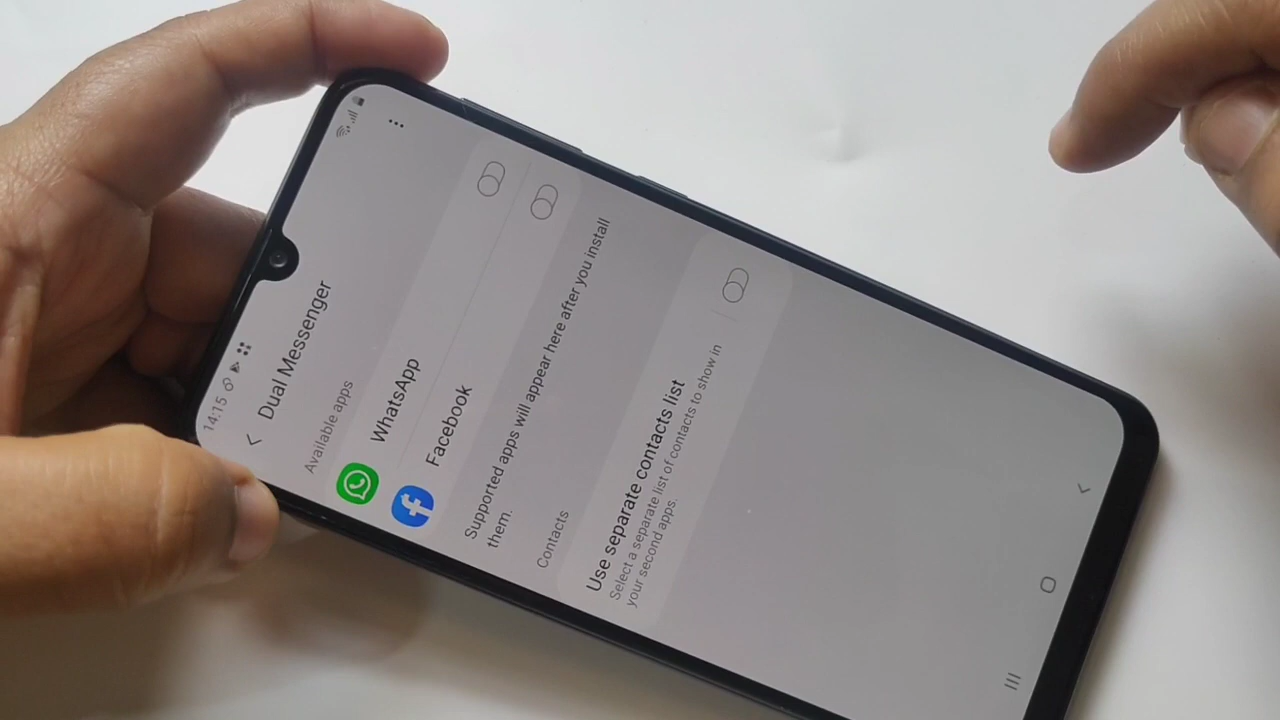 14:15
Dual Messenger
Available apps
WhatsApp
Facebook
Supported apps will appear here after you install
them.
Contacts
Use separate contacts list
Select a separate list of contacts to show in
your second apps.